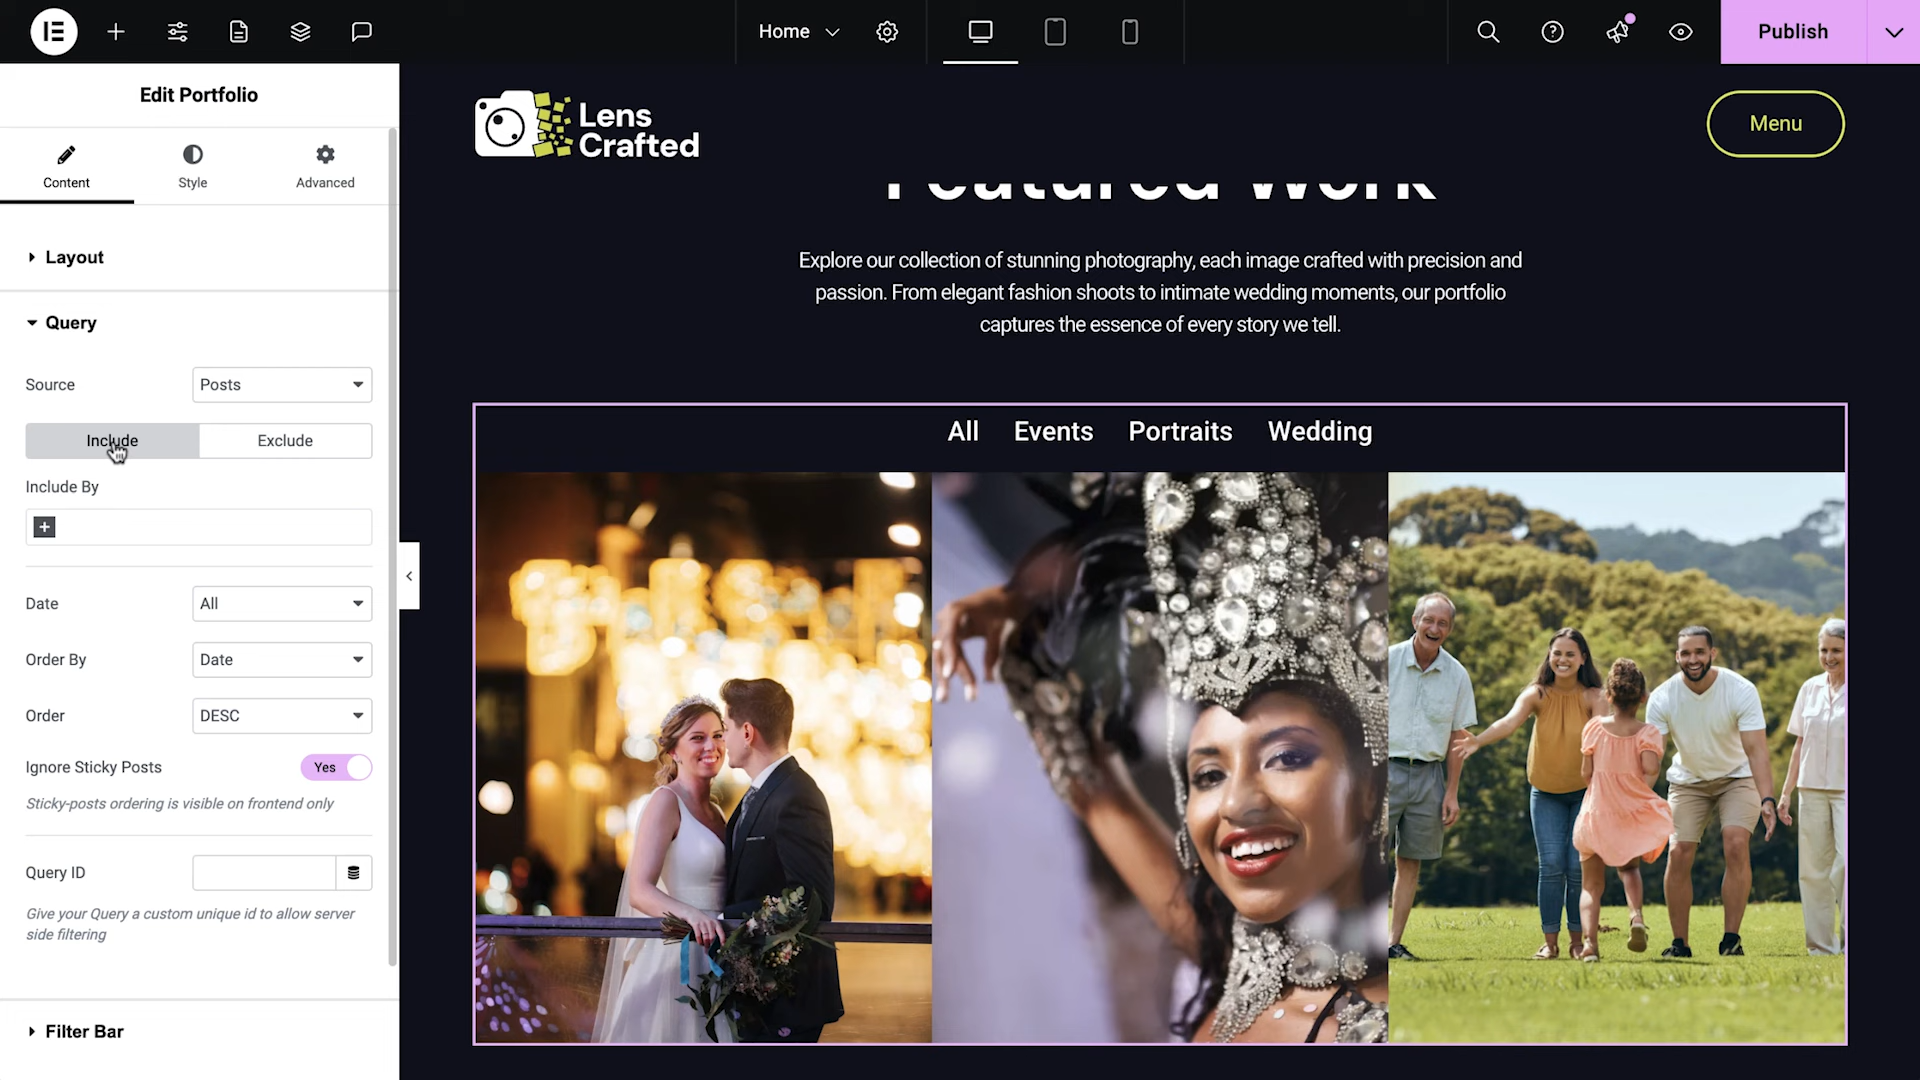 Home
Publish
Edit Portfolio
Content
Style
Advanced
Layout
Query
Source
Posts
Include
Exclude
Include By
Date
All
Order By
Date
Order
DESC
Ignore Sticky Posts
Yes
Sticky-posts ordering is visible on frontend only
Query ID
Give your Query a custom unique id to allow server
side filtering
Filter Bar
Lens
Crafted
Menu
Featured Work
Explore our collection of stunning photography, each image crafted with precision and
passion. From elegant fashion shoots to intimate wedding moments, our portfolio
captures the essence of every story we tell.
All Events Portraits Wedding